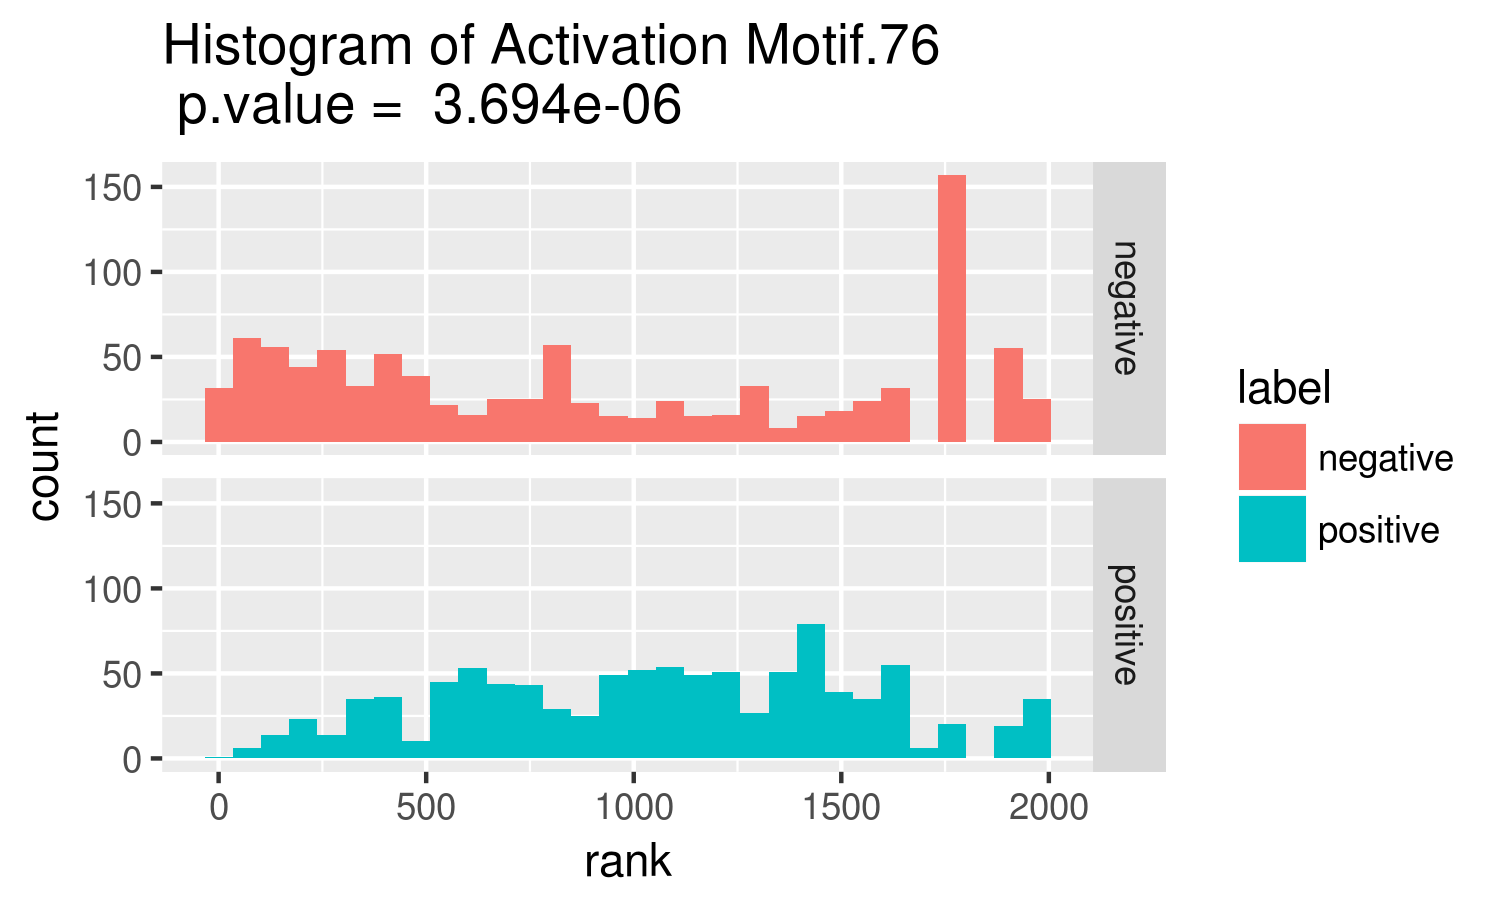 Histogram of Activation Motif.76
p.value =  3.694e-06
150
100
50
0
negative
150
100
50
0
positive
count
0 500 1000 1500 2000
rank
label
negative
positive